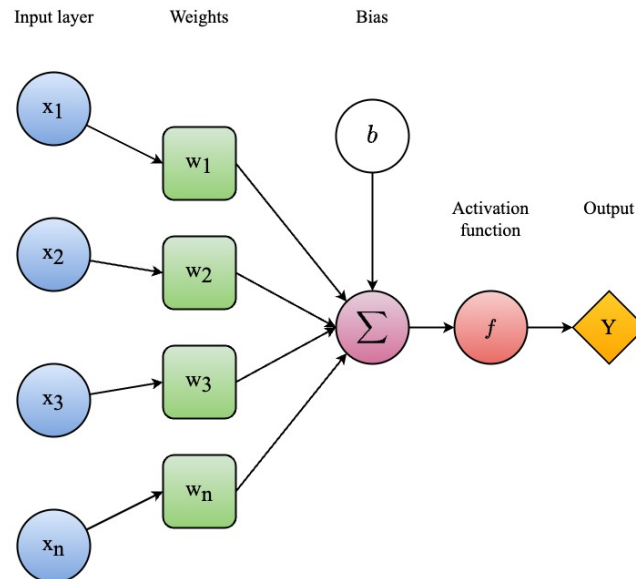 Input layer
Weights
Bias
x1
w1
b
x2
w2
Activation
function
Output
x3
w3
∑
f
Y
xn
wn